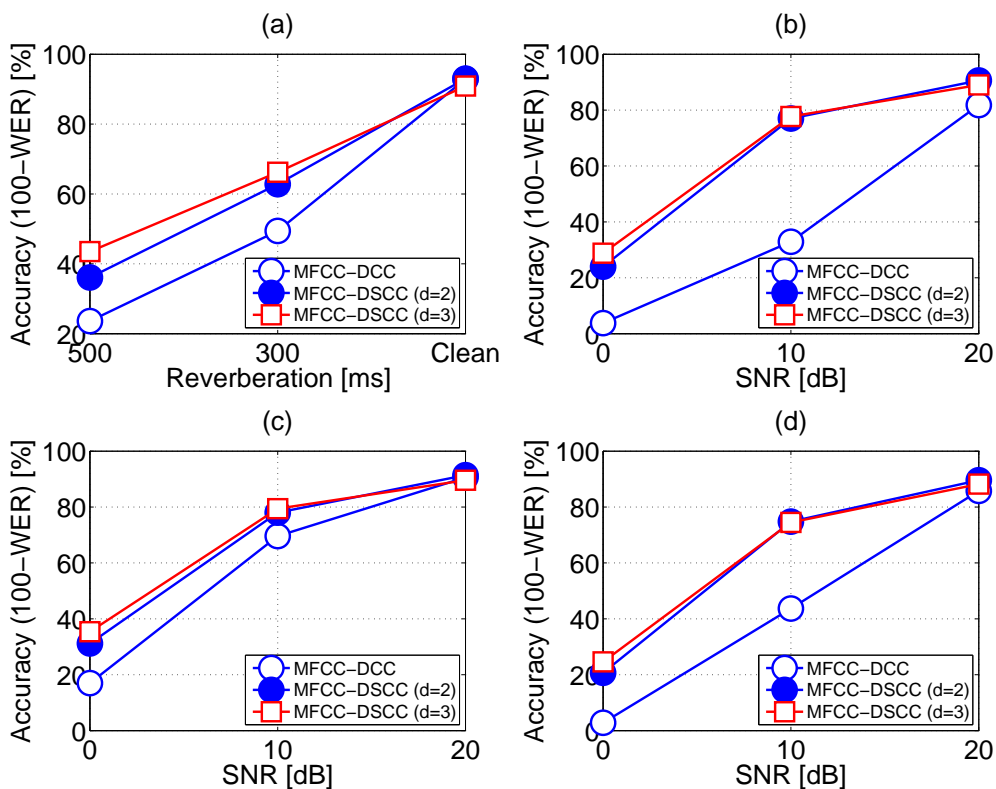 (a)
Accuracy (100−WER) [%]
100
80
60
40
20
500
300
Clean
Reverberation [ms]
MFCC−DCC
MFCC−DSCC (d=2)
MFCC−DSCC (d=3)
(b)
Accuracy (100−WER) [%]
100
80
60
40
20
0
0
10
20
SNR [dB]
MFCC−DCC
MFCC−DSCC (d=2)
MFCC−DSCC (d=3)
(c)
Accuracy (100−WER) [%]
100
80
60
40
20
0
0
10
20
SNR [dB]
MFCC−DCC
MFCC−DSCC (d=2)
MFCC−DSCC (d=3)
(d)
Accuracy (100−WER) [%]
100
80
60
40
20
0
0
10
20
SNR [dB]
MFCC−DCC
MFCC−DSCC (d=2)
MFCC−DSCC (d=3)